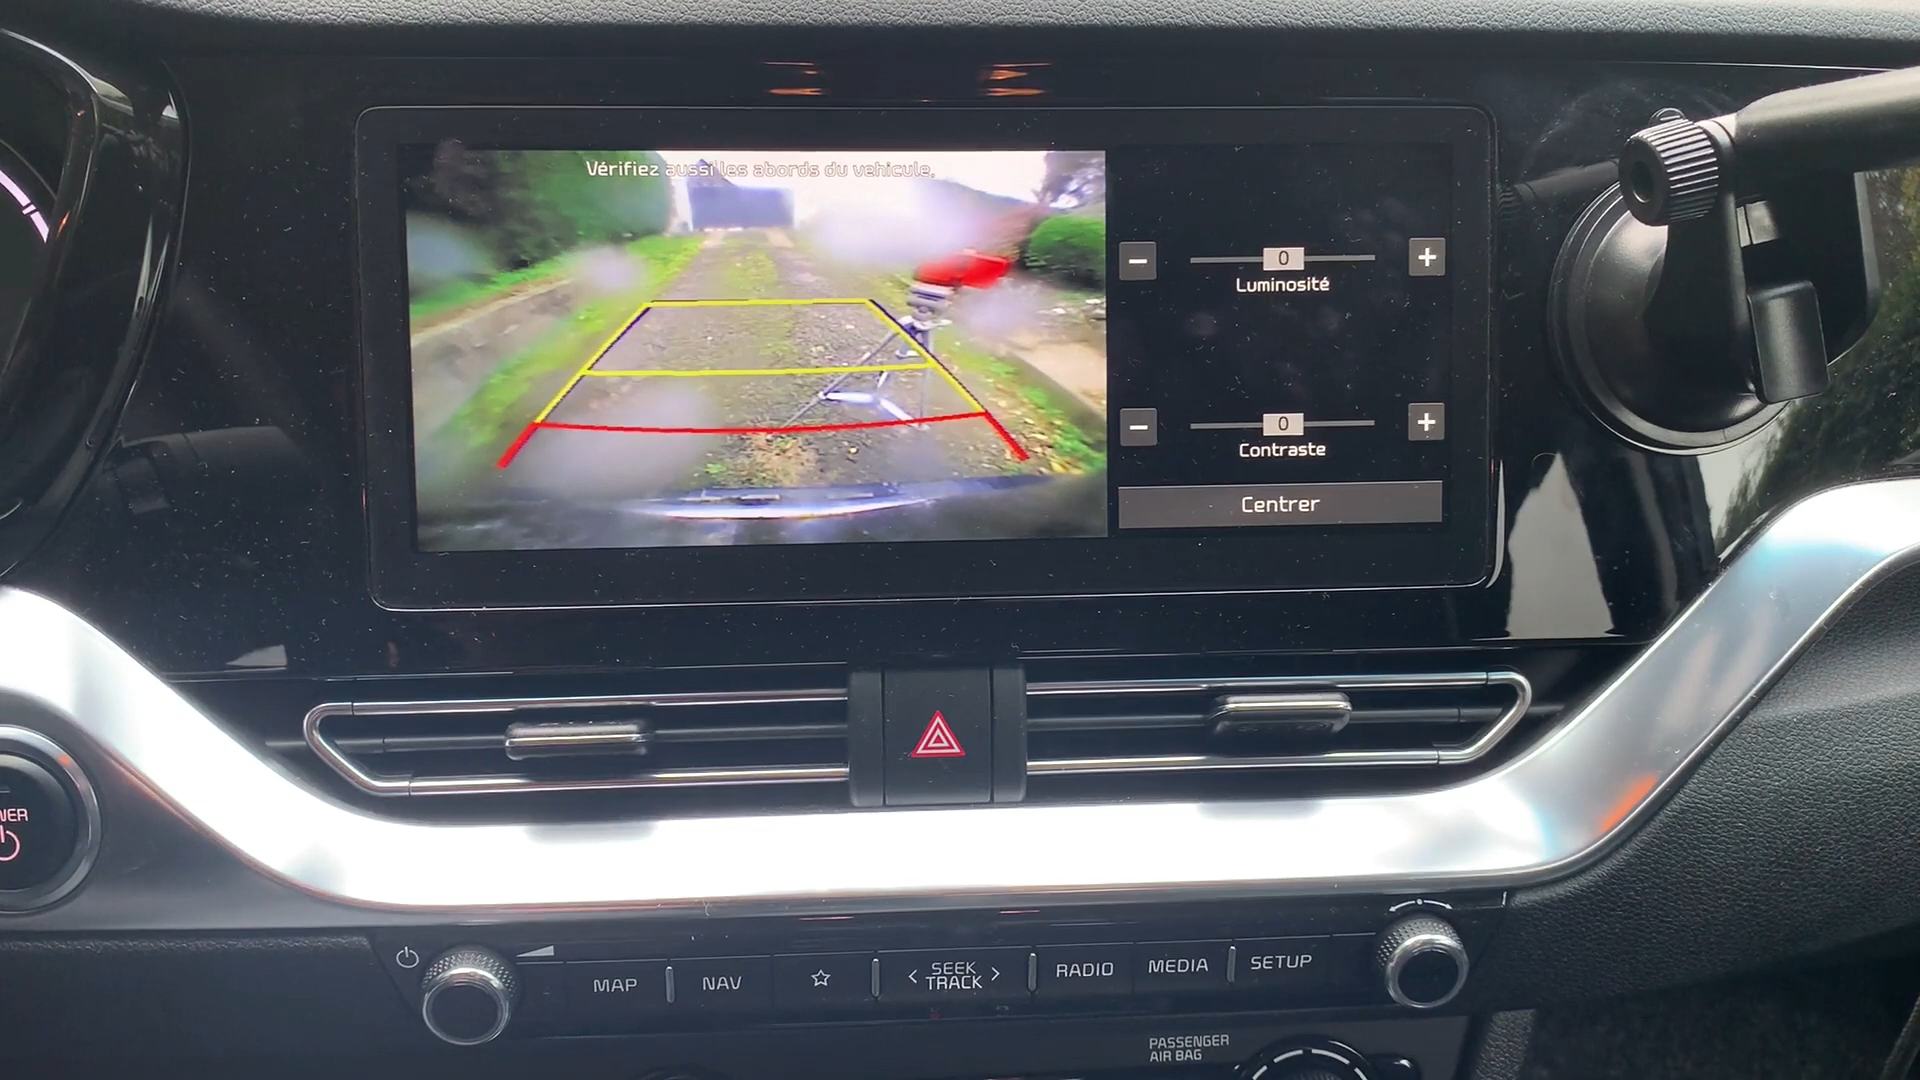 Vérifiez aussi les abords du vehicule.
0
Luminosité
0
Contraste
Centrer
WER
MAP
NAV
SEEK
TRACK
RADIO
MEDIA
SETUP
PASSENGER
AIR BAG